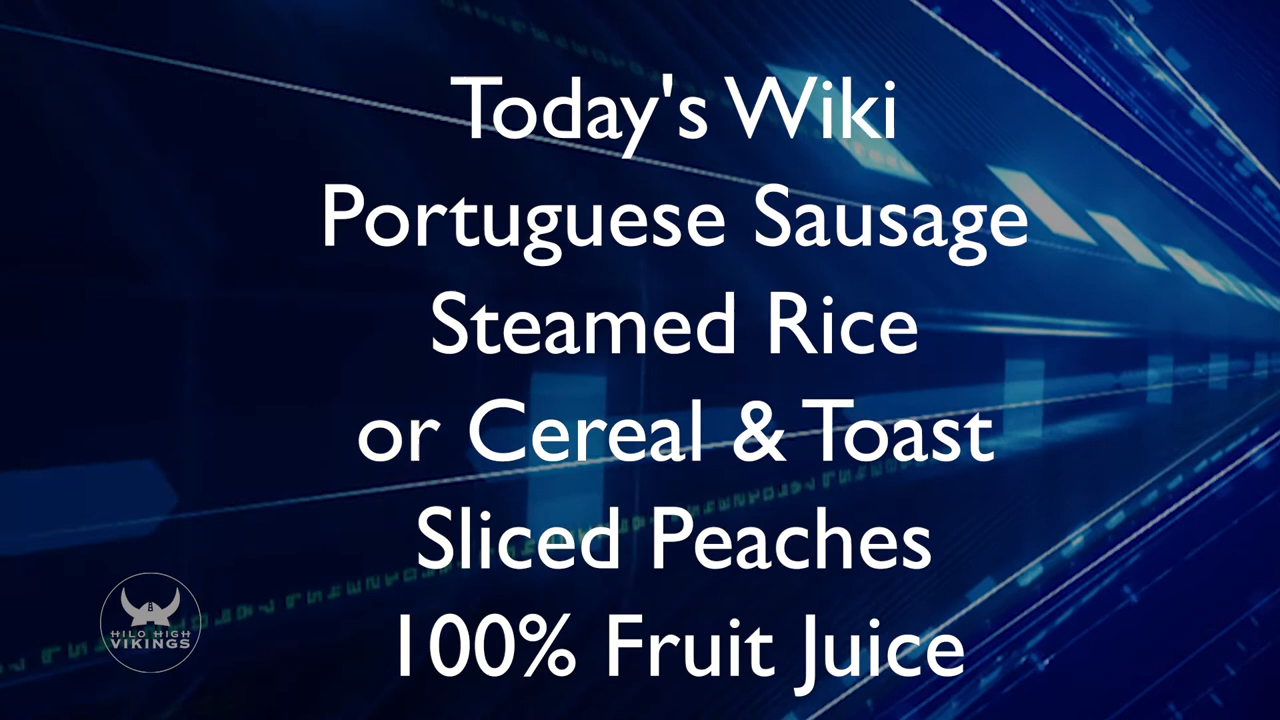 Today's Wiki
Portuguese Sausage
Steamed Rice
or Cereal & Toast
Sliced Peaches
100% Fruit Juice
HILO HIGH
VIKINGS